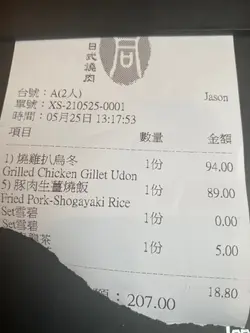 日式燒肉
台號：A(2人)
Jason
單號：XS-210525-0001
時間：05月25日 13:17:53
項目 數量 金額
1) 燒雞扒烏冬 1份 94.00
Grilled Chicken Gillet Udon
5) 豚肉生薑燒飯 1份 89.00
Fried Pork-Shogayaki Rice
Set雪碧 1份 0.00
Set雪碧
茶 1份 5.00
18.80
：207.00